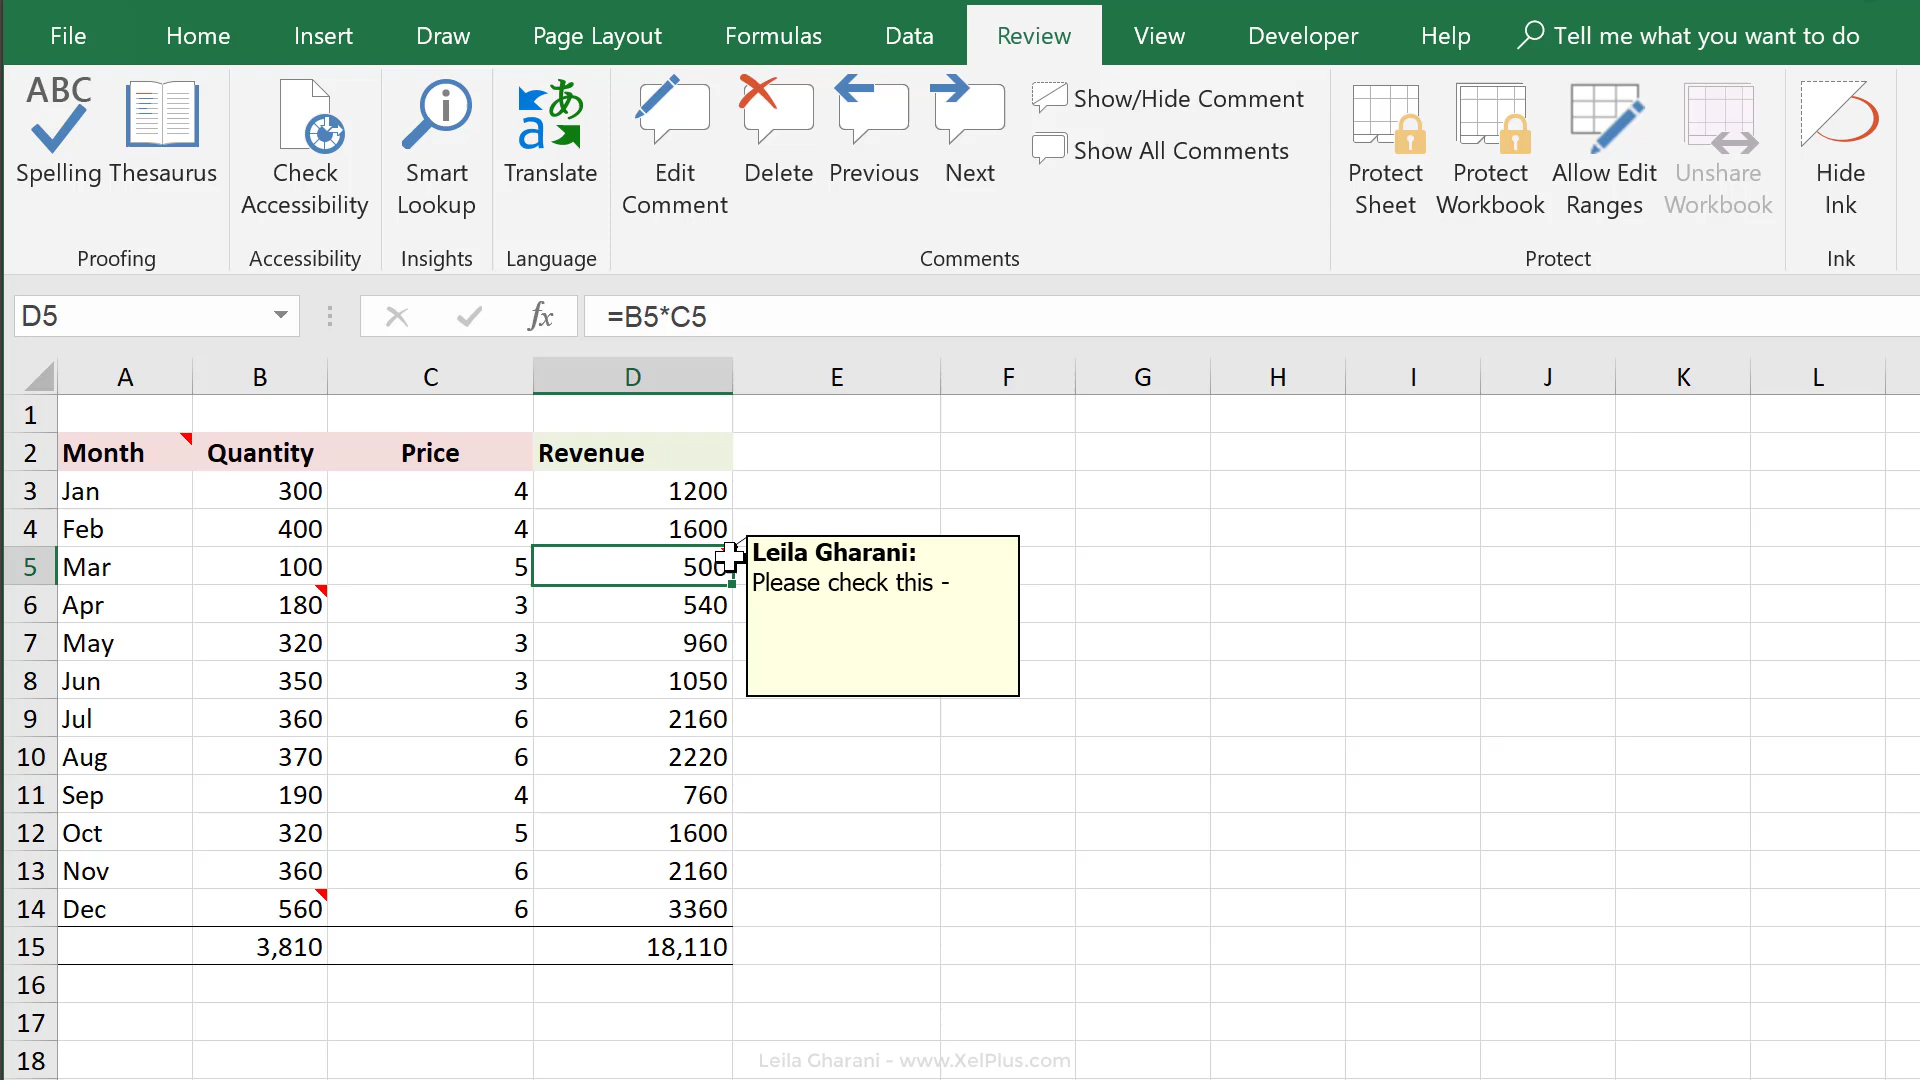 File Home Insert Draw Page Layout Formulas Data Review View Developer Help Tell me what you want to do
ABC
a あ
Spelling Thesaurus Check Accessibility Smart Lookup Translate Edit Comment Delete Previous Next Show/Hide Comment Show All Comments Protect Sheet Protect Workbook Allow Edit Ranges Unshare Workbook Hide Ink
Proofing Accessibility Insights Language Comments Protect Ink
D5 fx =B5*C5
A B C D E F G H I J K L
1
2 Month Quantity Price Revenue
3 Jan 300 4 1200
4 Feb 400 4 1600
5 Mar 100 5 500
Leila Gharani:
Please check this -
6 Apr 180 3 540
7 May 320 3 960
8 Jun 350 3 1050
9 Jul 360 6 2160
10 Aug 370 6 2220
11 Sep 190 4 760
12 Oct 320 5 1600
13 Nov 360 6 2160
14 Dec 560 6 3360
15 3,810 18,110
16
17
18
Leila Gharani - www.XelPlus.com